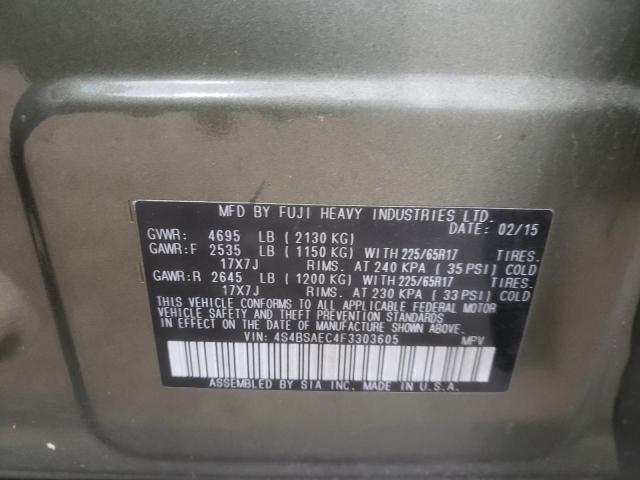 MFD BY FUJI HEAVY INDUSTRIES LTD.
DATE: 02/15
GVWR: 4695 LB ( 2130 KG)
GAWR:F 2535 LB ( 1150 KG) WITH 225/65R17 TIRES.
17X7J RIMS. AT 240 KPA ( 35 PSI) COLD
GAWR:R 2645 LB ( 1200 KG) WITH 225/65R17 TIRES.
17X7J RIMS. AT 230 KPA ( 33 PSI) COLD
THIS VEHICLE CONFORMS TO ALL APPLICABLE FEDERAL MOTOR
VEHICLE SAFETY AND THEFT PREVENTION STANDARDS
IN EFFECT ON THE DATE OF MANUFACTURE SHOWN ABOVE.
VIN: 4S4BSAEC4F3303605 MPV
ASSEMBLED BY SIA INC. MADE IN U.S.A.